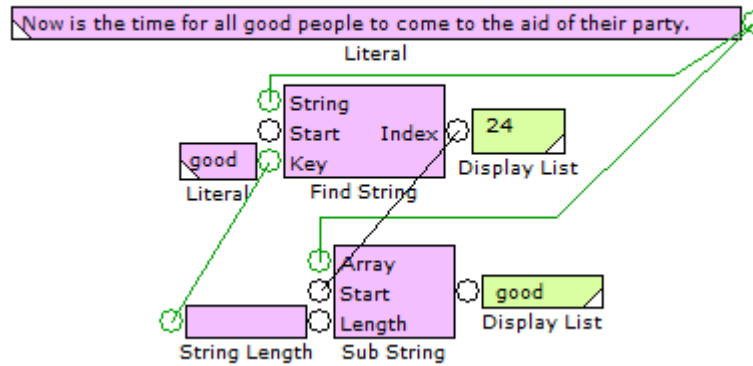 Now is the time for all good people to come to the aid of their party.
Literal
String
Start Index
Key
24
Display List
good
Literal
Find String
Array
Start
Length
good
Display List
String Length
Sub String